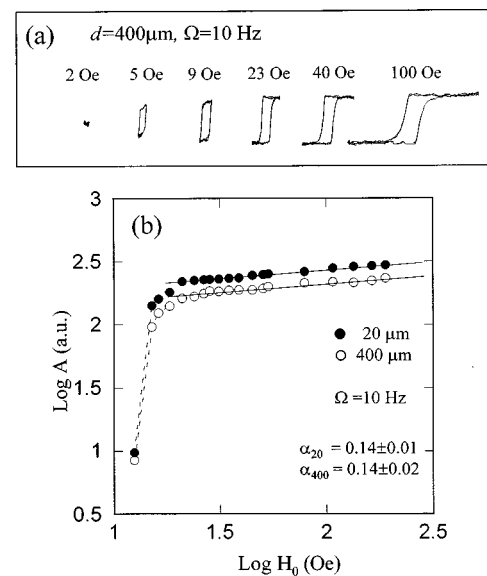 (a) d=400μm, Ω=10 Hz
2 Oe 5 Oe 9 Oe 23 Oe 40 Oe 100 Oe
(b)
3
2.5
2
1.5
1
0.5
Log A (a.u.)
20 μm
400 μm
Ω =10 Hz
α20 = 0.14±0.01
α400 = 0.14±0.02
1 1.5 2 2.5
Log H0 (Oe)